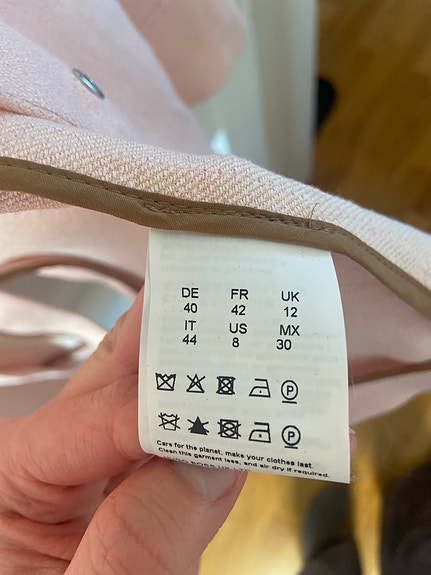 DE FR UK
40 42 12
IT US MX
44 8 30
P
P
Care for the planet, make your clothes last.
Clean this garment less, and air dry if required.